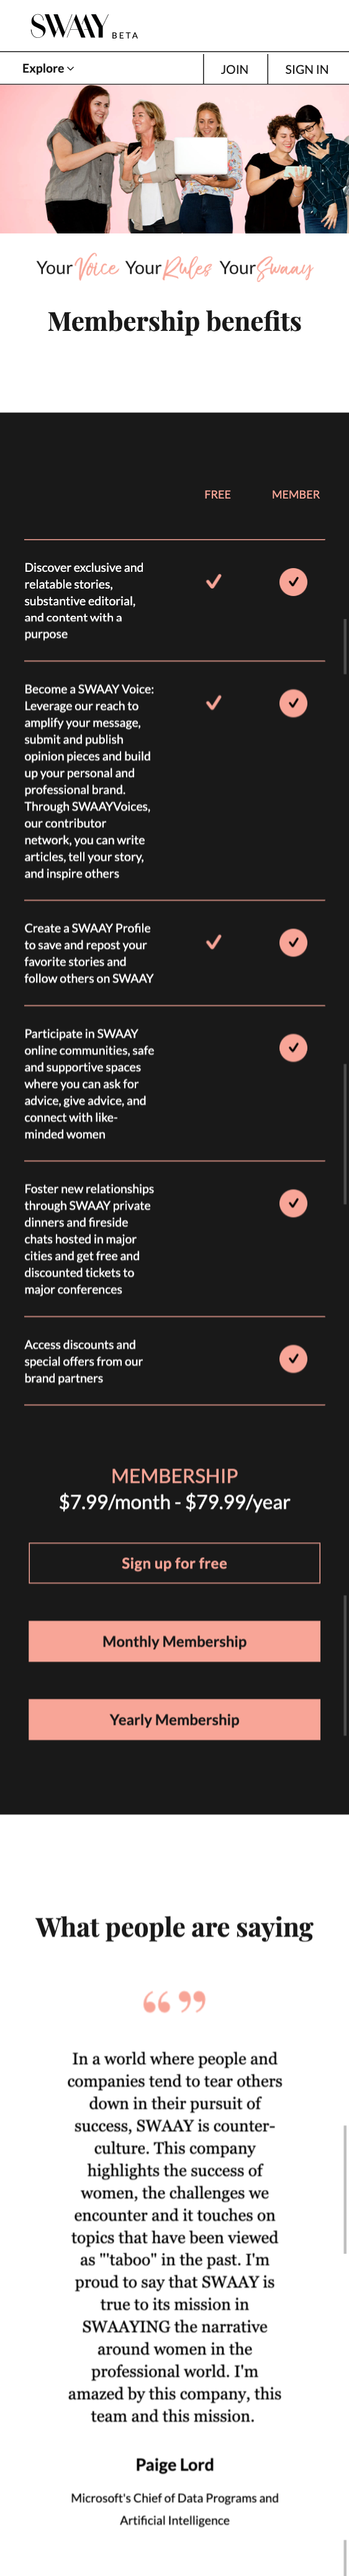 SWAAY BETA
Explore
JOIN
SIGN IN
Your Voice Your Rules Your Swaay
Membership benefits
FREE
MEMBER
Discover exclusive and
relatable stories,
substantive editorial,
and content with a
purpose
Become a SWAAY Voice:
Leverage our reach to
amplify your message,
submit and publish
opinion pieces and build
up your personal and
professional brand.
Through SWAAYVoices,
our contributor
network, you can write
articles, tell your story,
and inspire others
Create a SWAAY Profile
to save and repost your
favorite stories and
follow others on SWAAY
Participate in SWAAY
online communities, safe
and supportive spaces
where you can ask for
advice, give advice, and
connect with like-
minded women
Foster new relationships
through SWAAY private
dinners and fireside
chats hosted in major
cities and get free and
discounted tickets to
major conferences
Access discounts and
special offers from our
brand partners
MEMBERSHIP
$7.99/month - $79.99/year
Sign up for free
Monthly Membership
Yearly Membership
What people are saying
“ ”
In a world where people and
companies tend to tear others
down in their pursuit of
success, SWAAY is counter-
culture. This company
highlights the success of
women, the challenges we
encounter and it touches on
topics that have been viewed
as "'taboo" in the past. I'm
proud to say that SWAAY is
true to its mission in
SWAAYING the narrative
around women in the
professional world. I'm
amazed by this company, this
team and this mission.
Paige Lord
Microsoft's Chief of Data Programs and
Artificial Intelligence